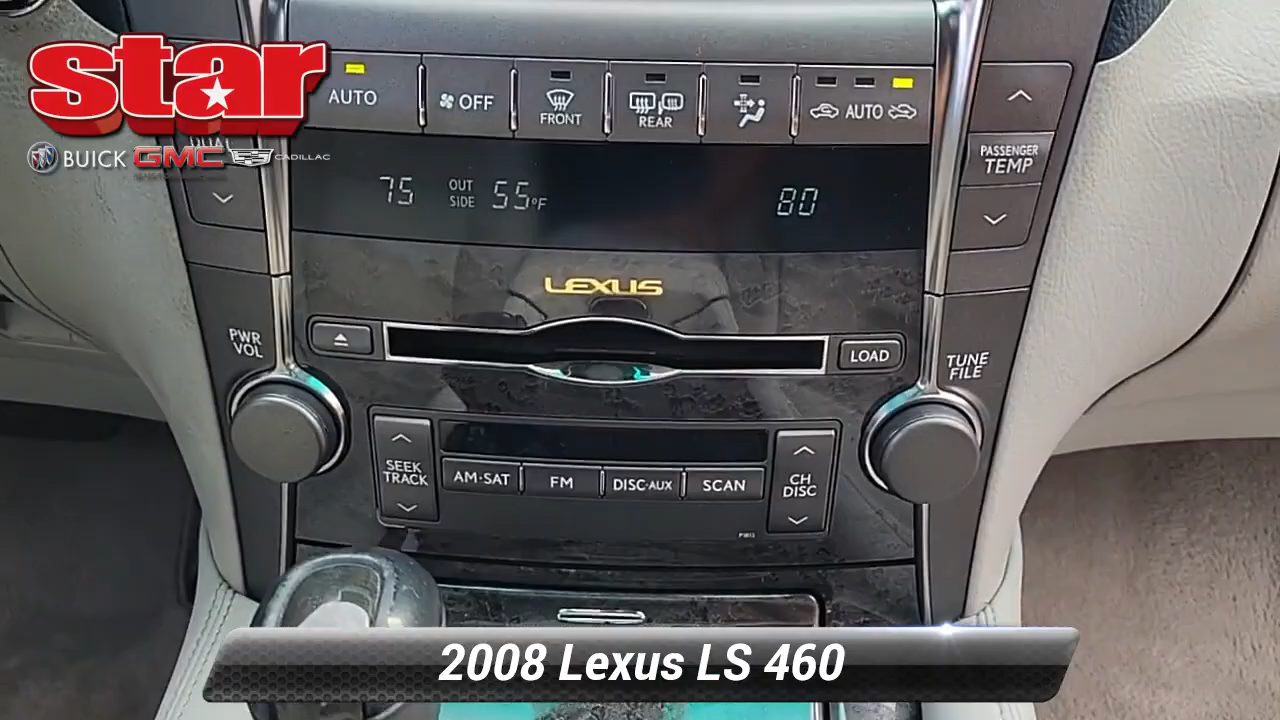 star
BUICK GMC CADILLAC
AUTO
OFF
FRONT
REAR
AUTO
DUAL
PASSENGER
TEMP
75
OUT
SIDE
55°F
80
LEXUS
PWR
VOL
LOAD
TUNE
FILE
SEEK
TRACK
AM·SAT
FM
DISC·AUX
SCAN
CH
DISC
2008 Lexus LS 460